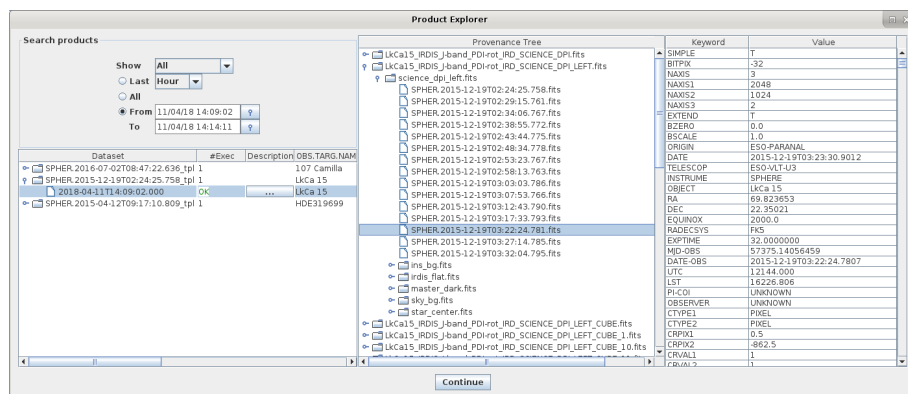 Product Explorer
Search products
Show All
Last Hour
All
From 11/04/18 14:09:02
To 11/04/18 14:14:11
Dataset #Exec Description OBS.TARG.NAM
SPHER.2016-07-02T08:47:22.636_tpl 1 107 Camilla
SPHER.2015-12-19T02:24:25.758_tpl 1 LkCa 15
2018-04-11T14:09:02.000 OK ... LkCa 15
SPHER.2015-04-12T09:17:10.809_tpl 1 HDE319699
Provenance Tree
LkCa15_IRDIS_J-band_PDI-rot_IRD_SCIENCE_DPI.fits
LkCa15_IRDIS_J-band_PDI-rot_IRD_SCIENCE_DPI_LEFT.fits
science_dpi_left.fits
SPHER.2015-12-19T02:24:25.758.fits
SPHER.2015-12-19T02:29:15.761.fits
SPHER.2015-12-19T02:34:06.767.fits
SPHER.2015-12-19T02:38:55.772.fits
SPHER.2015-12-19T02:43:44.775.fits
SPHER.2015-12-19T02:48:34.778.fits
SPHER.2015-12-19T02:53:23.767.fits
SPHER.2015-12-19T02:58:13.763.fits
SPHER.2015-12-19T03:03:03.786.fits
SPHER.2015-12-19T03:07:53.766.fits
SPHER.2015-12-19T03:12:43.790.fits
SPHER.2015-12-19T03:17:33.793.fits
SPHER.2015-12-19T03:22:24.781.fits
SPHER.2015-12-19T03:27:14.785.fits
SPHER.2015-12-19T03:32:04.795.fits
ins_bg.fits
irdis_flat.fits
master_dark.fits
sky_bg.fits
star_center.fits
LkCa15_IRDIS_J-band_PDI-rot_IRD_SCIENCE_DPI_LEFT_CUBE.fits
LkCa15_IRDIS_J-band_PDI-rot_IRD_SCIENCE_DPI_LEFT_CUBE_1.fits
LkCa15_IRDIS_J-band_PDI-rot_IRD_SCIENCE_DPI_LEFT_CUBE_10.fits
Keyword Value
SIMPLE T
BITPIX -32
NAXIS 3
NAXIS1 2048
NAXIS2 1024
NAXIS3 2
EXTEND T
BZERO 0.0
BSCALE 1.0
ORIGIN ESO-PARANAL
DATE 2015-12-19T03:23:30.9012
TELESCOP ESO-VLT-U3
INSTRUME SPHERE
OBJECT LkCa 15
RA 69.823653
DEC 22.35021
EQUINOX 2000.0
RADECSYS FK5
EXPTIME 32.0000000
MJD-OBS 57375.14056459
DATE-OBS 2015-12-19T03:22:24.7807
UTC 12144.000
LST 16226.806
PI-COI UNKNOWN
OBSERVER UNKNOWN
CTYPE1 PIXEL
CTYPE2 PIXEL
CRPIX1 0.5
CRPIX2 -862.5
CRVAL1 1
CRVAL2 1
Continue